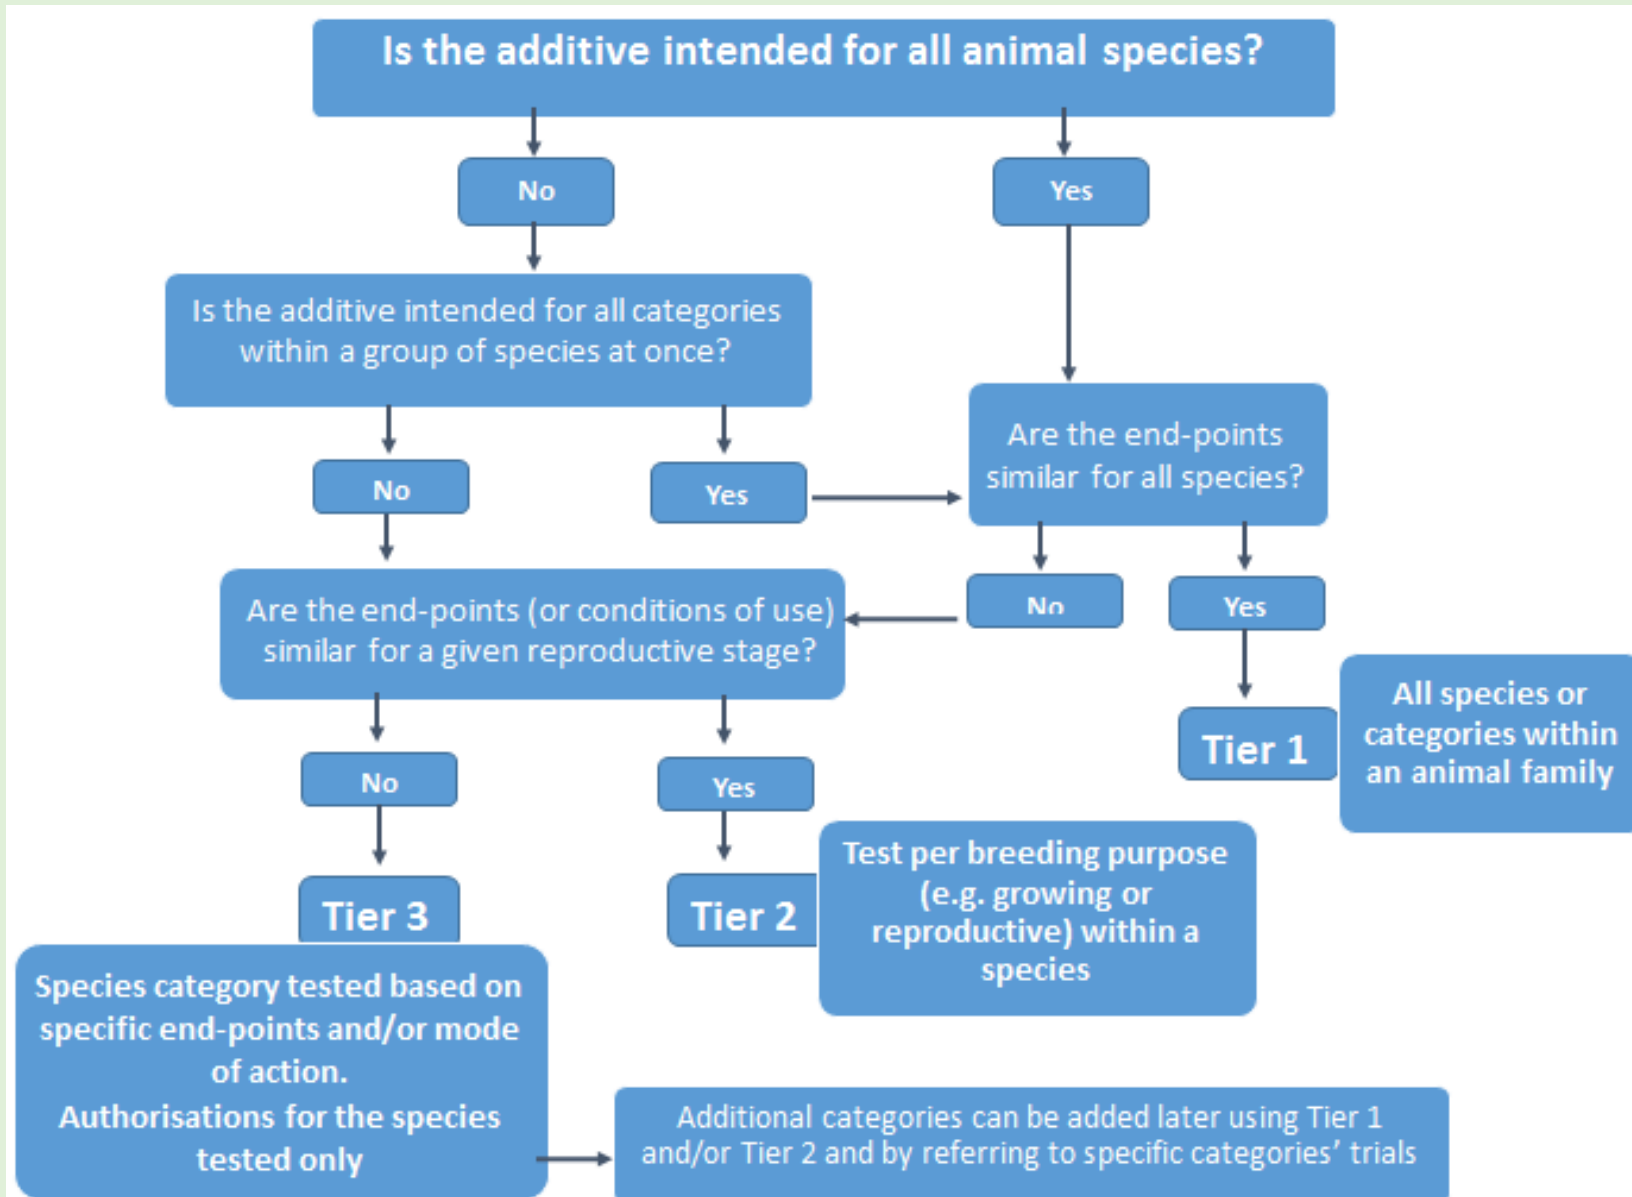 Is the additive intended for all animal species?
No
Yes
Is the additive intended for all categories
within a group of species at once?
Are the end-points
similar for all species?
No
Yes
No
Yes
Are the end-points (or conditions of use)
similar for a given reproductive stage?
All species or
categories within
an animal family
Tier 1
No
Yes
Test per breeding purpose
(e.g. growing or
reproductive) within a
species
Tier 3
Tier 2
Species category tested based on
specific end-points and/or mode
of action.
Authorisations for the species
tested only
Additional categories can be added later using Tier 1
and/or Tier 2 and by referring to specific categories’ trials